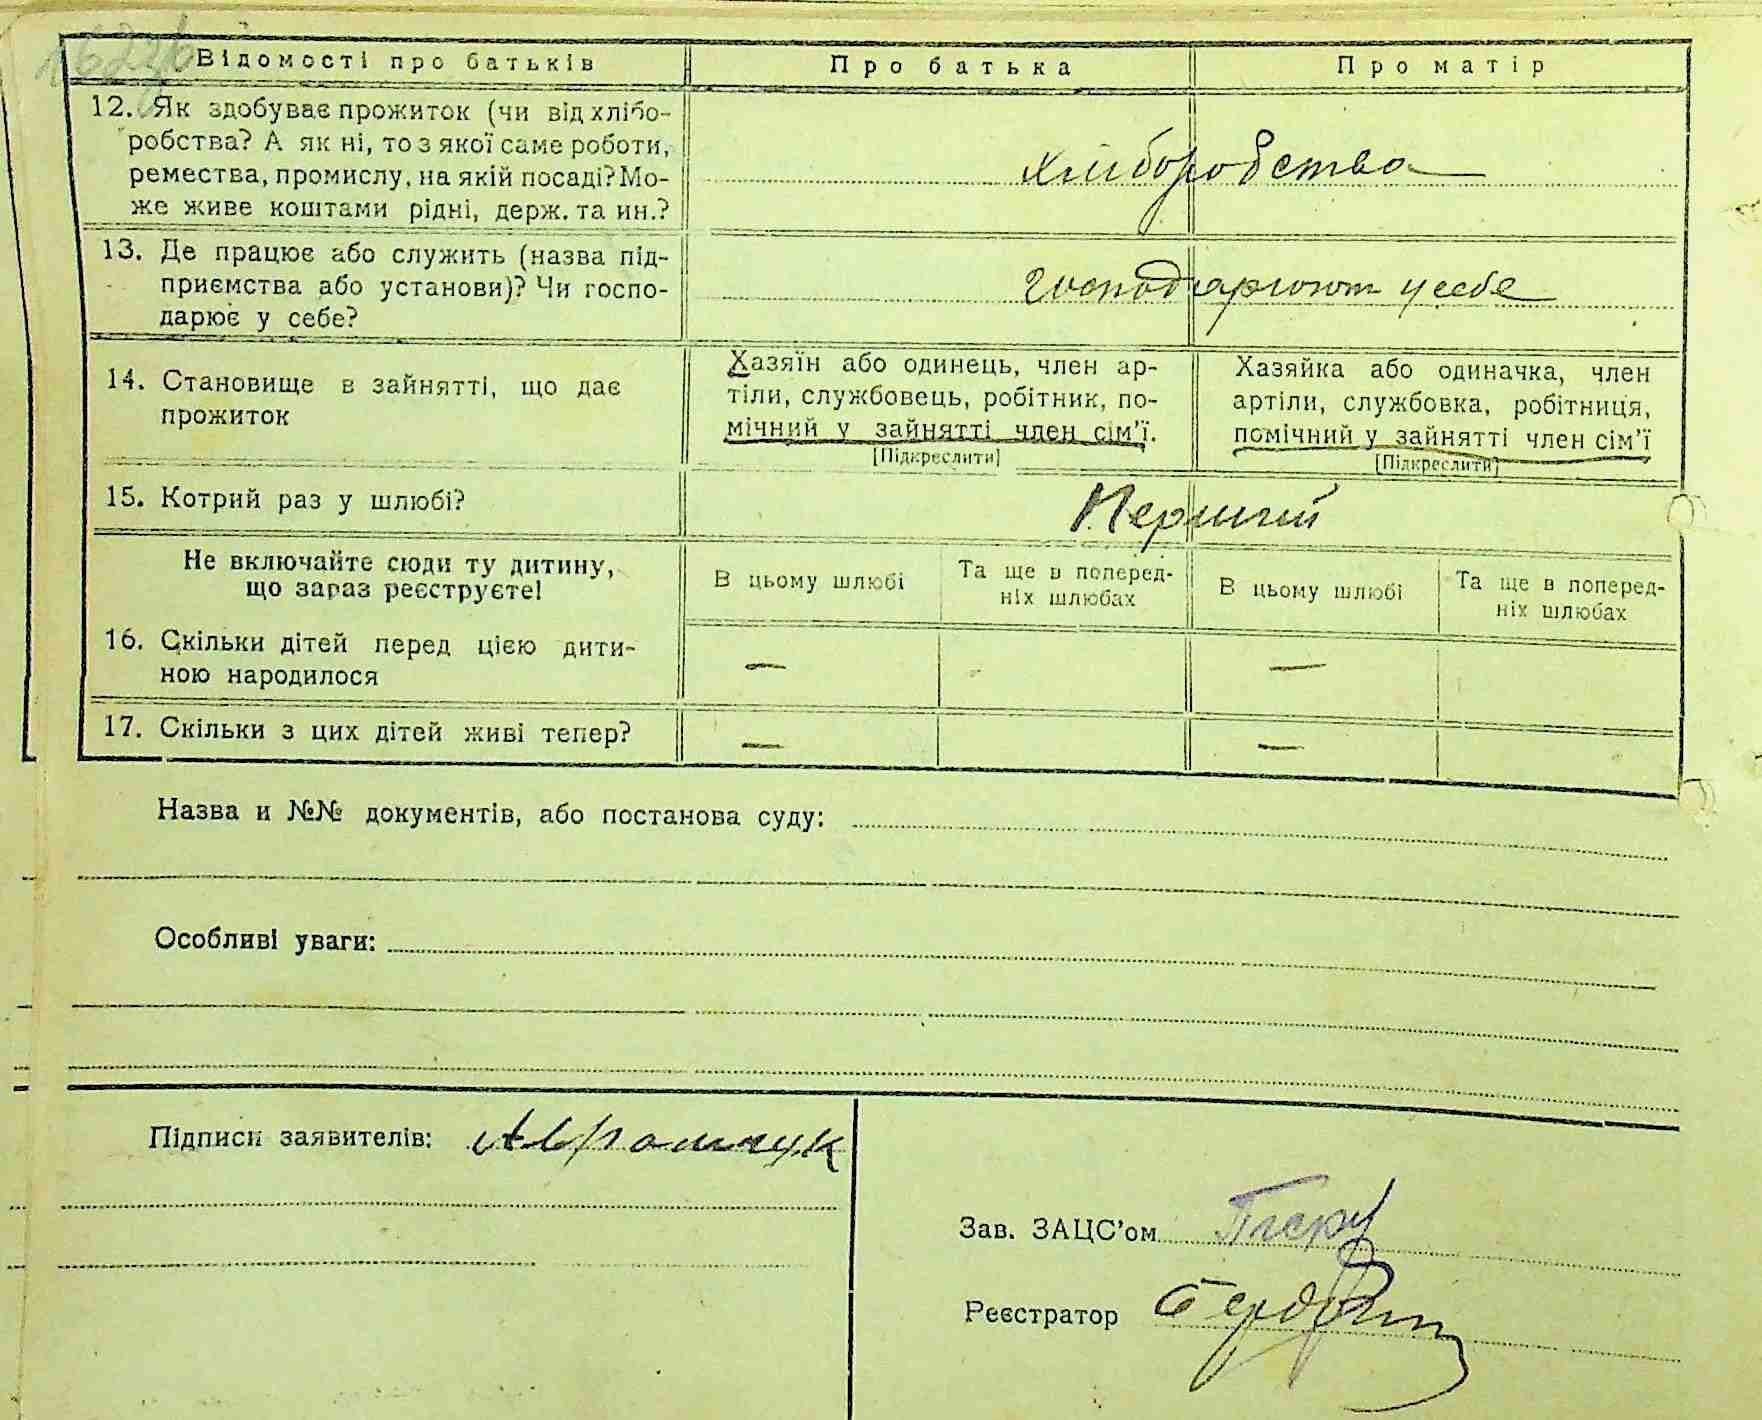 Відомості про батьків Про батька Про матір
12. Як здобуває прожиток (чи від хлібо-
робства? А як ні, то з якої саме роботи,
ремества, промислу, на якій посаді? Мо-
же живе коштами рідні, держ. та ин.?
хліборобства
13. Де працює або служить (назва під-
приємства або установи)? Чи госпо-
дарює у себе?
господарюют у себе
14. Становище в зайнятті, що дає
прожиток
Хазяїн або одинець, член ар-
тіли, службовець, робітник, по-
мічний у зайнятті член сім'ї.
[Підкреслити]
Хазяйка або одиначка, член
артіли, службовка, робітниця,
помічний у зайнятті член сім'ї
[Підкреслити]
15. Котрий раз у шлюбі?
Перший
Не включайте сюди ту дитину,
що зараз реєструєте!
В цьому шлюбі
Та ще в поперед-
ніх шлюбах
В цьому шлюбі
Та ще в поперед-
ніх шлюбах
16. Скільки дітей перед цією дити-
ною народилося
— —
17. Скільки з цих дітей живі тепер?
— —
Назва и №№ документів, або постанова суду:
Особливі уваги:
Підписи заявителів:
Зав. ЗАЦС'ом
Реєстратор